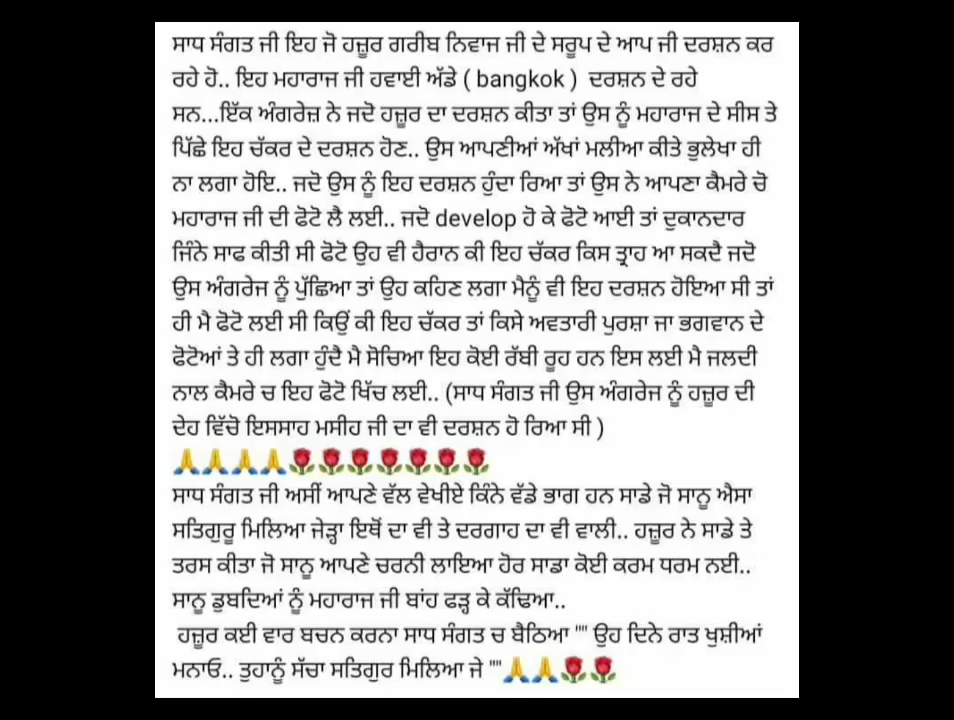 ਸਾਧ ਸੰਗਤ ਜੀ ਇਹ ਜੋ ਹਜ਼ੂਰ ਗਰੀਬ ਨਿਵਾਜ ਜੀ ਦੇ ਸਰੂਪ ਦੇ ਆਪ ਜੀ ਦਰਸ਼ਨ ਕਰ
ਰਹੇ ਹੋ.. ਇਹ ਮਹਾਰਾਜ ਜੀ ਹਵਾਈ ਅੱਡੇ ( bangkok ) ਦਰਸ਼ਨ ਦੇ ਰਹੇ
ਸਨ...ਇੱਕ ਅੰਗਰੇਜ਼ ਨੇ ਜਦੋ ਹਜ਼ੂਰ ਦਾ ਦਰਸ਼ਨ ਕੀਤਾ ਤਾਂ ਉਸ ਨੂੰ ਮਹਾਰਾਜ ਦੇ ਸੀਸ ਤੇ
ਪਿੱਛੇ ਇਹ ਚੱਕਰ ਦੇ ਦਰਸ਼ਨ ਹੋਣ.. ਉਸ ਆਪਣੀਆਂ ਅੱਖਾਂ ਮਲੀਆ ਕੀਤੇ ਭੁਲੇਖਾ ਹੀ
ਨਾ ਲਗਾ ਹੋਇ.. ਜਦੋ ਉਸ ਨੂੰ ਇਹ ਦਰਸ਼ਨ ਹੁੰਦਾ ਰਿਆ ਤਾਂ ਉਸ ਨੇ ਆਪਣਾ ਕੈਮਰੇ ਚੋ
ਮਹਾਰਾਜ ਜੀ ਦੀ ਫੋਟੋ ਲੈ ਲਈ.. ਜਦੋ develop ਹੋ ਕੇ ਫੋਟੋ ਆਈ ਤਾਂ ਦੁਕਾਨਦਾਰ
ਜਿੰਨੇ ਸਾਫ ਕੀਤੀ ਸੀ ਫੋਟੋ ਉਹ ਵੀ ਹੈਰਾਨ ਕੀ ਇਹ ਚੱਕਰ ਕਿਸ ਤ੍ਰਾਹ ਆ ਸਕਦੈ ਜਦੋ
ਉਸ ਅੰਗਰੇਜ ਨੂੰ ਪੁੱਛਿਆ ਤਾਂ ਉਹ ਕਹਿਣ ਲਗਾ ਮੈਨੂੰ ਵੀ ਇਹ ਦਰਸ਼ਨ ਹੋਇਆ ਸੀ ਤਾਂ
ਹੀ ਮੈ ਫੋਟੋ ਲਈ ਸੀ ਕਿਉਂ ਕੀ ਇਹ ਚੱਕਰ ਤਾਂ ਕਿਸੇ ਅਵਤਾਰੀ ਪੁਰਸ਼ਾ ਜਾ ਭਗਵਾਨ ਦੇ
ਫੋਟੋਆਂ ਤੇ ਹੀ ਲਗਾ ਹੁੰਦੈ ਮੈ ਸੋਚਿਆ ਇਹ ਕੋਈ ਰੱਬੀ ਰੂਹ ਹਨ ਇਸ ਲਈ ਮੈ ਜਲਦੀ
ਨਾਲ ਕੈਮਰੇ ਚ ਇਹ ਫੋਟੋ ਖਿੱਚ ਲਈ.. (ਸਾਧ ਸੰਗਤ ਜੀ ਉਸ ਅੰਗਰੇਜ ਨੂੰ ਹਜ਼ੂਰ ਦੀ
ਦੇਹ ਵਿੱਚੋ ਇਸਸਾਹ ਮਸੀਹ ਜੀ ਦਾ ਵੀ ਦਰਸ਼ਨ ਹੋ ਰਿਆ ਸੀ )
🙏🙏🙏🙏🌹🌹🌹🌹🌹🌹🌹
ਸਾਧ ਸੰਗਤ ਜੀ ਅਸੀਂ ਆਪਣੇ ਵੱਲ ਵੇਖੀਏ ਕਿੰਨੇ ਵੱਡੇ ਭਾਗ ਹਨ ਸਾਡੇ ਜੋ ਸਾਨੂ ਐਸਾ
ਸਤਿਗੁਰੂ ਮਿਲਿਆ ਜੇੜ੍ਹਾ ਇਥੋਂ ਦਾ ਵੀ ਤੇ ਦਰਗਾਹ ਦਾ ਵੀ ਵਾਲੀ.. ਹਜ਼ੂਰ ਨੇ ਸਾਡੇ ਤੇ
ਤਰਸ ਕੀਤਾ ਜੋ ਸਾਨੂ ਆਪਣੇ ਚਰਨੀ ਲਾਇਆ ਹੋਰ ਸਾਡਾ ਕੋਈ ਕਰਮ ਧਰਮ ਨਈ..
ਸਾਨੂ ਡੁਬਦਿਆਂ ਨੂੰ ਮਹਾਰਾਜ ਜੀ ਬਾਂਹ ਫੜ੍ਹ ਕੇ ਕੱਢਿਆ..
ਹਜ਼ੂਰ ਕਈ ਵਾਰ ਬਚਨ ਕਰਨਾ ਸਾਧ ਸੰਗਤ ਚ ਬੈਠਿਆ "" ਉਹ ਦਿਨੇ ਰਾਤ ਖੁਸ਼ੀਆਂ
ਮਨਾਓ.. ਤੁਹਾਨੂੰ ਸੱਚਾ ਸਤਿਗੁਰ ਮਿਲਿਆ ਜੇ ""🙏🙏🌹🌹